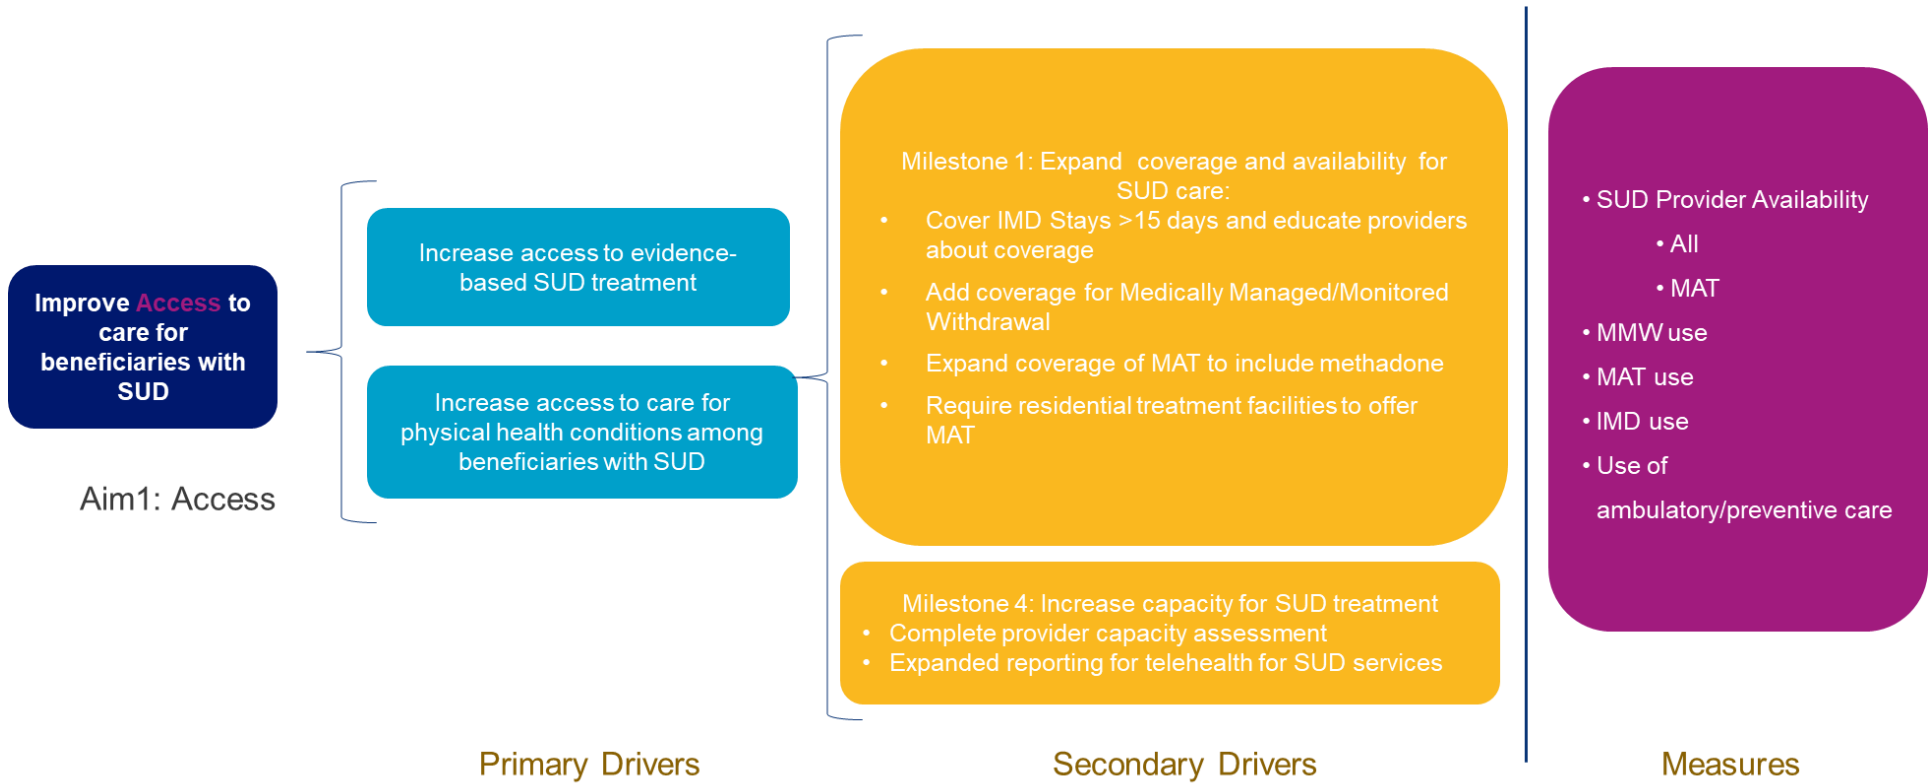 Improve Access to
care for
beneficiaries with
SUD
Aim1: Access
Increase access to evidence-
based SUD treatment
Increase access to care for
physical health conditions among
beneficiaries with SUD
Primary Drivers
Milestone 1: Expand coverage and availability for
SUD care:
• Cover IMD Stays >15 days and educate providers
about coverage
• Add coverage for Medically Managed/Monitored
Withdrawal
• Expand coverage of MAT to include methadone
• Require residential treatment facilities to offer
MAT
Milestone 4: Increase capacity for SUD treatment
• Complete provider capacity assessment
• Expanded reporting for telehealth for SUD services
Secondary Drivers
• SUD Provider Availability
• All
• MAT
• MMW use
• MAT use
• IMD use
• Use of
ambulatory/preventive care
Measures